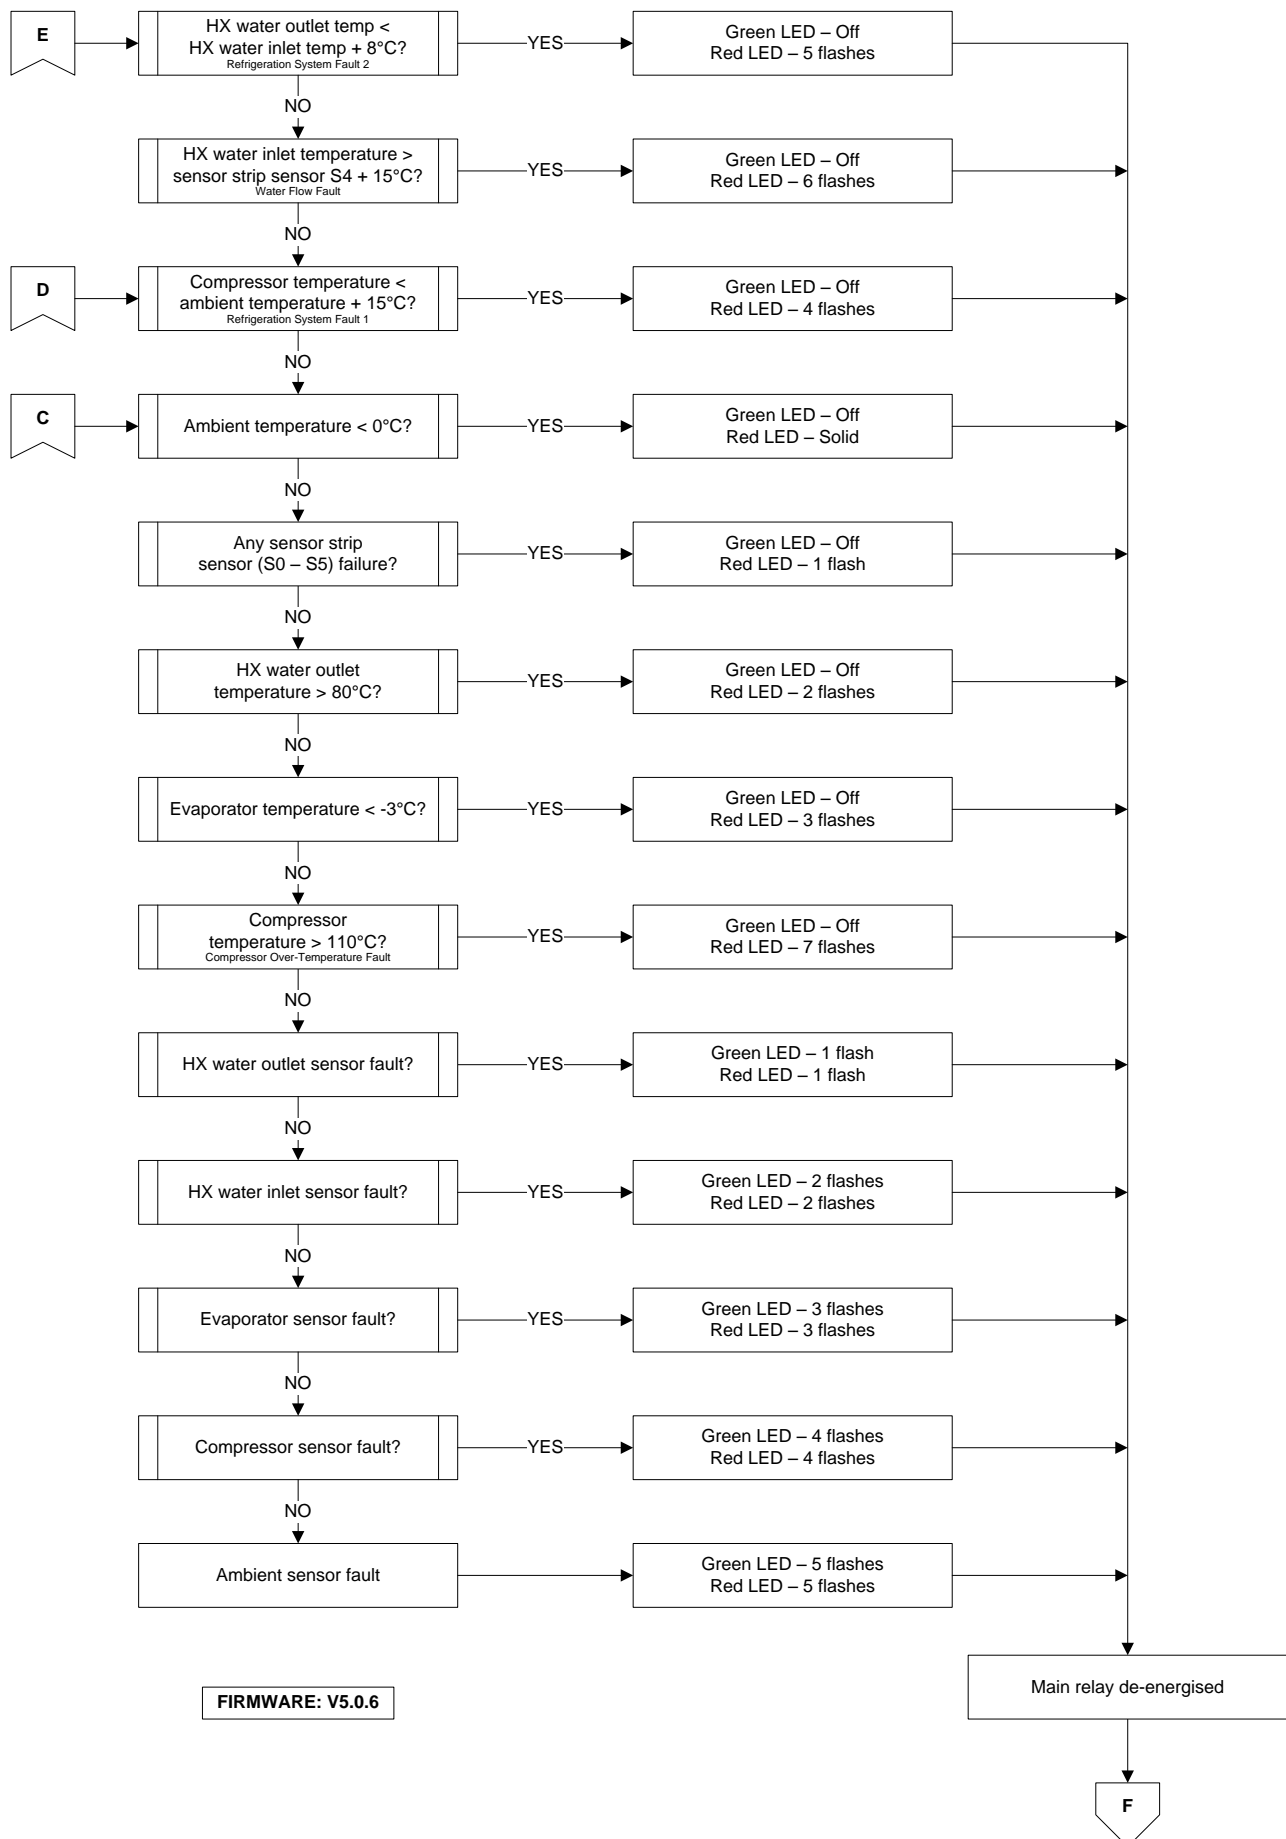 E
HX water outlet temp <
HX water inlet temp + 8°C?
Refrigeration System Fault 2
YES
Green LED – Off
Red LED – 5 flashes
NO
HX water inlet temperature >
sensor strip sensor S4 + 15°C?
Water Flow Fault
YES
Green LED – Off
Red LED – 6 flashes
NO
D
Compressor temperature <
ambient temperature + 15°C?
Refrigeration System Fault 1
YES
Green LED – Off
Red LED – 4 flashes
NO
C
Ambient temperature < 0°C?
YES
Green LED – Off
Red LED – Solid
NO
Any sensor strip
sensor (S0 – S5) failure?
YES
Green LED – Off
Red LED – 1 flash
NO
HX water outlet
temperature > 80°C?
YES
Green LED – Off
Red LED – 2 flashes
NO
Evaporator temperature < -3°C?
YES
Green LED – Off
Red LED – 3 flashes
NO
Compressor
temperature > 110°C?
Compressor Over-Temperature Fault
YES
Green LED – Off
Red LED – 7 flashes
NO
HX water outlet sensor fault?
YES
Green LED – 1 flash
Red LED – 1 flash
NO
HX water inlet sensor fault?
YES
Green LED – 2 flashes
Red LED – 2 flashes
NO
Evaporator sensor fault?
YES
Green LED – 3 flashes
Red LED – 3 flashes
NO
Compressor sensor fault?
YES
Green LED – 4 flashes
Red LED – 4 flashes
NO
Ambient sensor fault
Green LED – 5 flashes
Red LED – 5 flashes
Main relay de-energised
FIRMWARE: V5.0.6
F